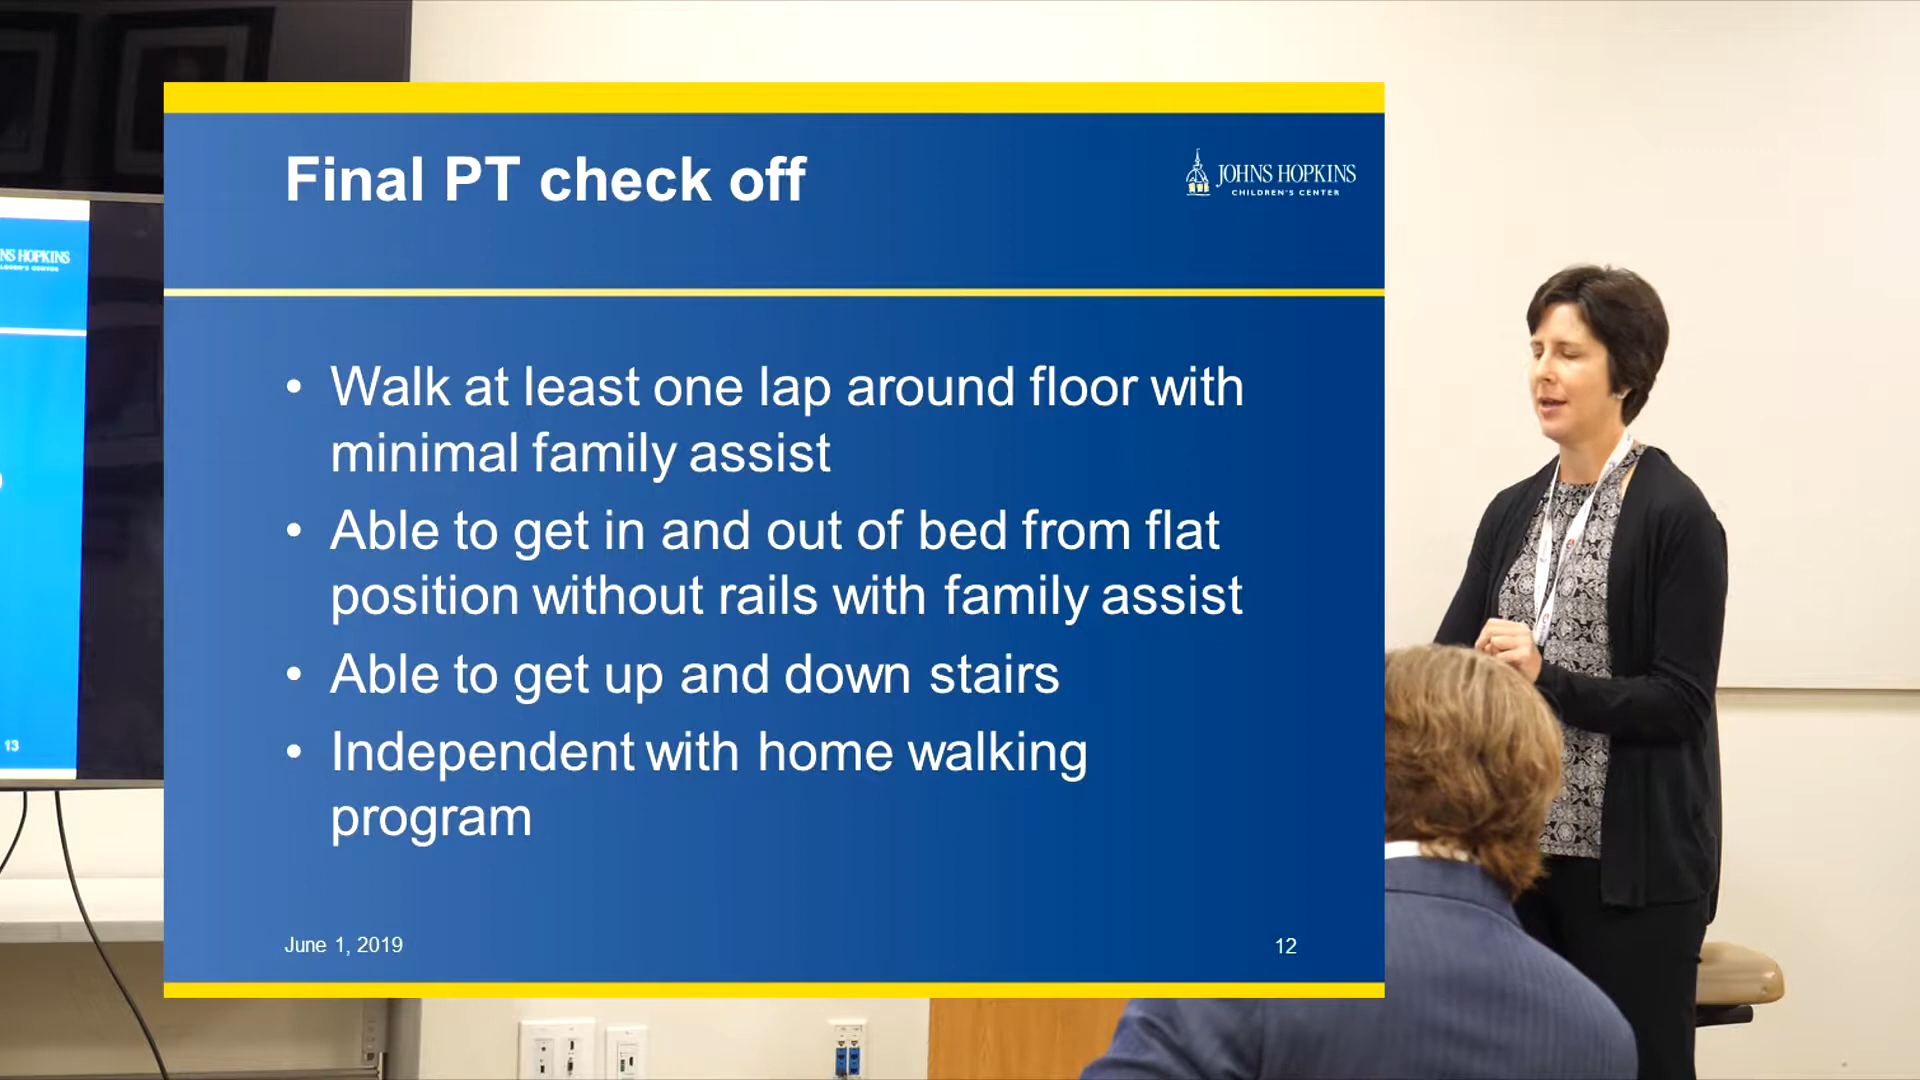 Final PT check off
JOHNS HOPKINS
CHILDREN'S CENTER
• Walk at least one lap around floor with
minimal family assist
• Able to get in and out of bed from flat
position without rails with family assist
• Able to get up and down stairs
• Independent with home walking
program
June 1, 2019
12
NS HOPKINS
13